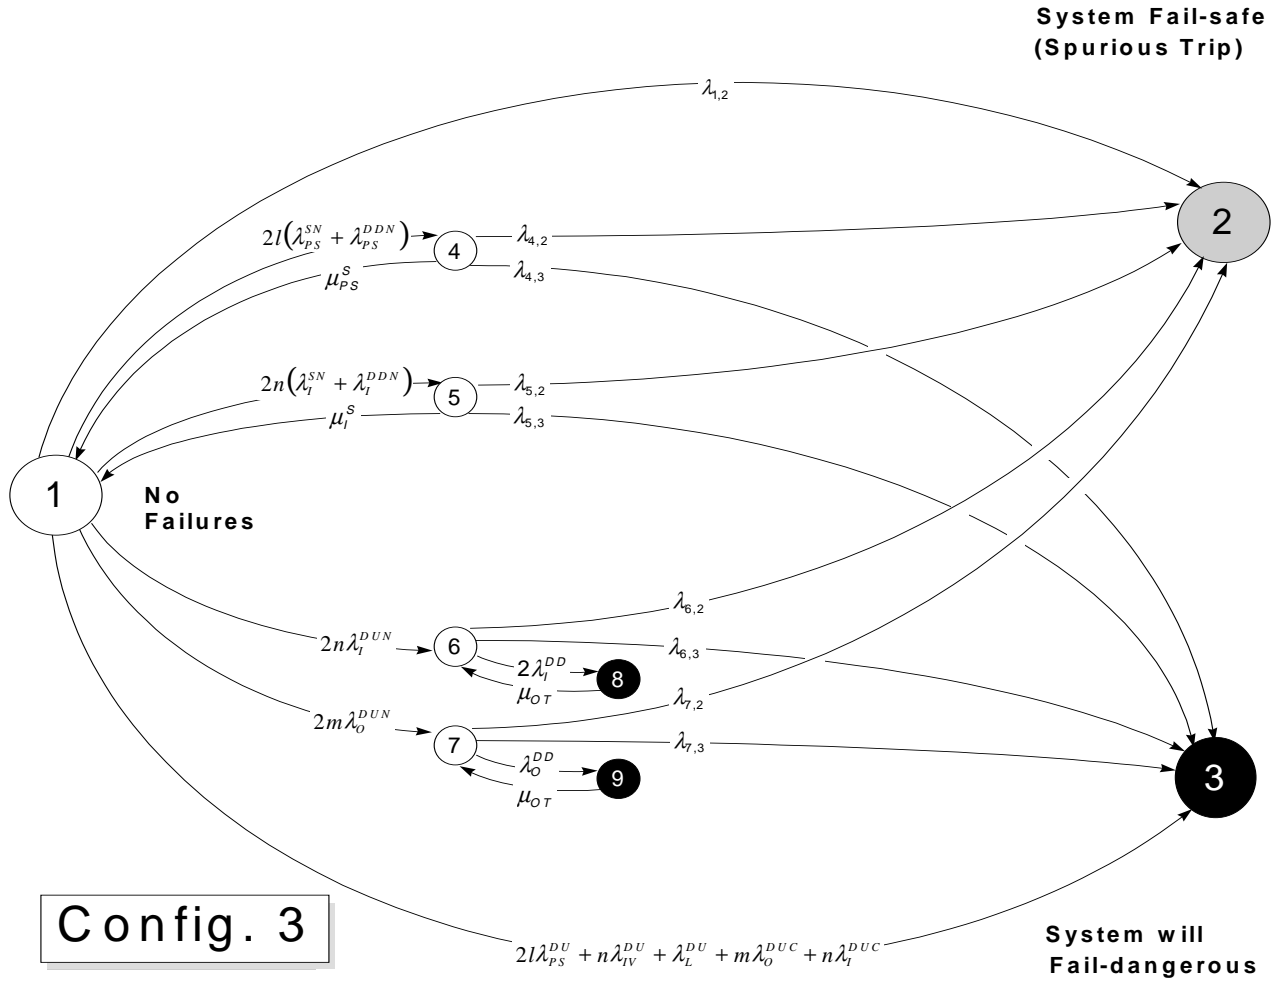 System Fail-safe
(Spurious Trip)
λ1,2
2
2l(λPS^SN + λPS^DDN)
4
λ4,2
μPS^S
λ4,3
2n(λI^SN + λI^DDN)
5
λ5,2
μI^S
λ5,3
1
No
Failures
λ6,2
2nλI^DUN
6
λ6,3
2λI^DD
8
μOT
λ7,2
2mλO^DUN
7
λ7,3
λO^DD
9
μOT
3
Config. 3
2lλPS^DU + nλIV^DU + λL^DU + mλO^DUC + nλI^DUC
System will
Fail-dangerous